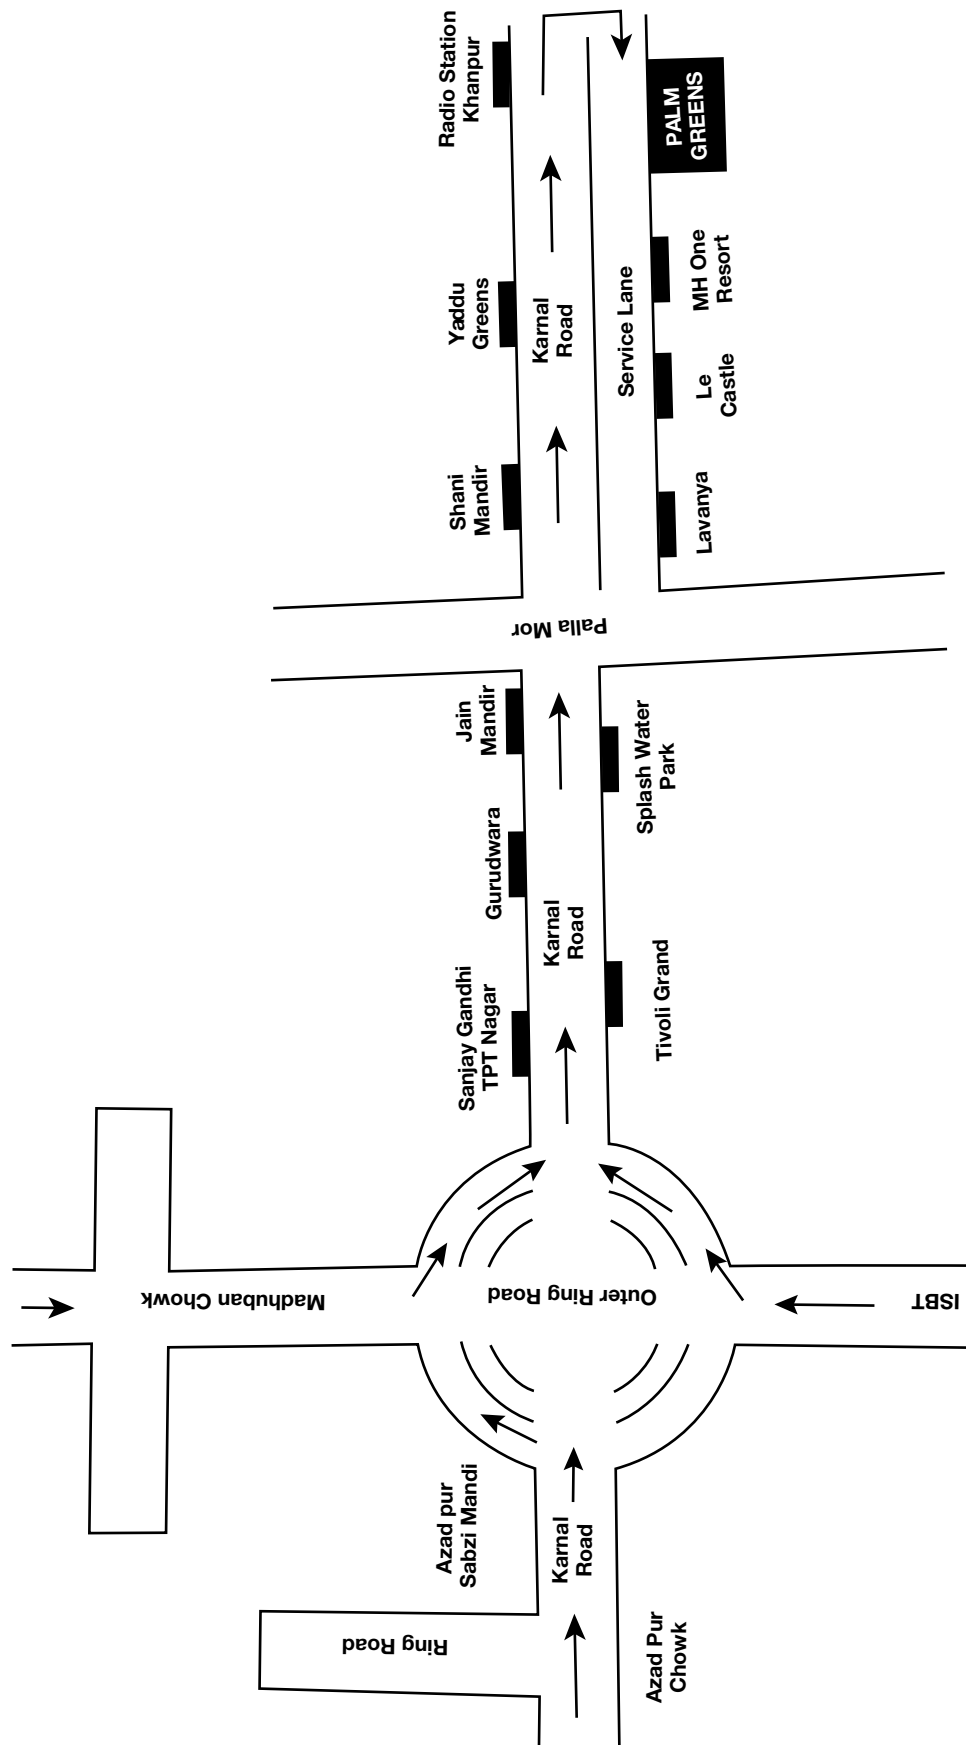 Radio Station
Khanpur
PALM
GREENS
Yaddu
Greens
Karnal
Road
Service Lane
MH One
Resort
Le
Castle
Shani
Mandir
Lavanya
Palla Mor
Jain
Mandir
Splash Water
Park
Gurudwara
Karnal
Road
Sanjay Gandhi
TPT Nagar
Tivoli Grand
Madhuban Chowk
Outer Ring Road
ISBT
Azad pur
Sabzi Mandi
Karnal
Road
Ring Road
Azad Pur
Chowk